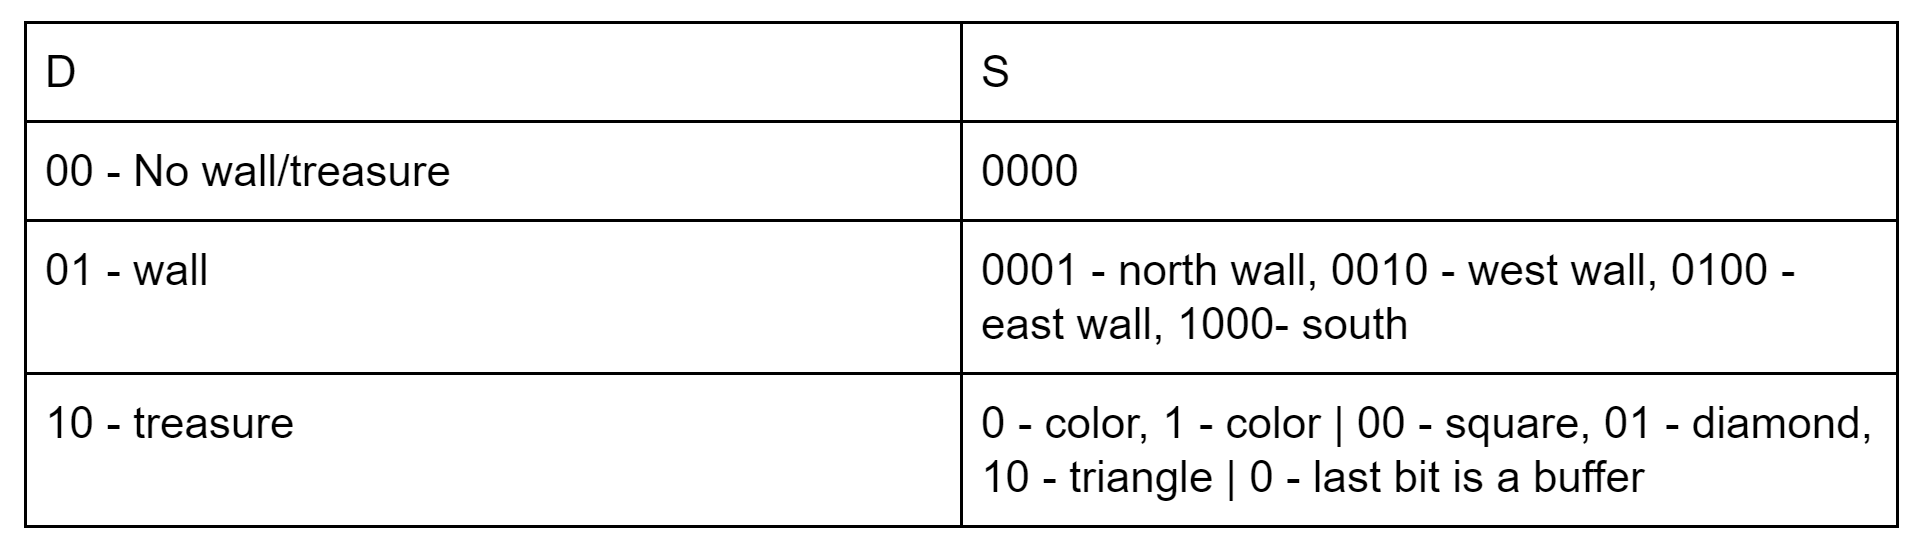 D
S
00 - No wall/treasure
0000
01 - wall
0001 - north wall, 0010 - west wall, 0100 -
east wall, 1000- south
10 - treasure
0 - color, 1 - color | 00 - square, 01 - diamond,
10 - triangle | 0 - last bit is a buffer